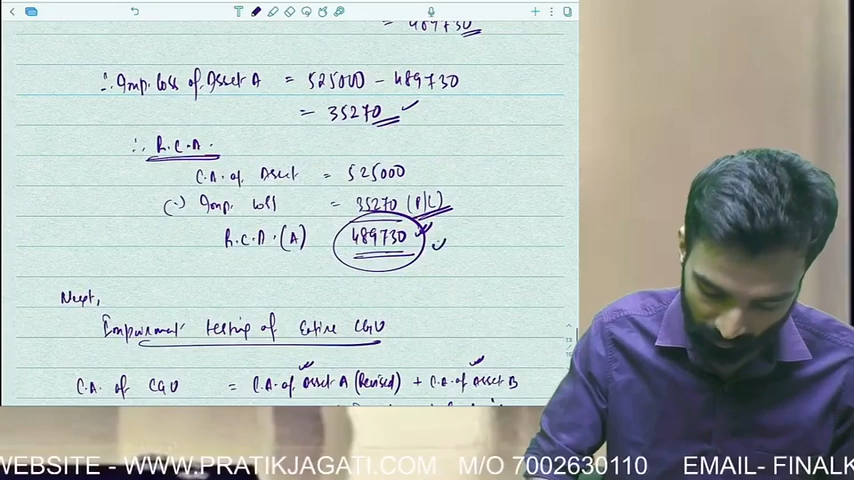 = 489730
∴ Imp. loss of Asset A = 525000 - 489730
= 35270
∴ R.C.A.
C.A. of Asset = 525000
(-) Imp. loss = 35270 (P/L)
R.C.A. (A) 489730
Next,
Impairment testing of Entire CGU
C.A. of CGU = C.A. of Asset A (Revised) + C.A. of Asset B
WEBSITE - WWW.PRATIKJAGATI.COM M/O 7002630110 EMAIL- FINALK